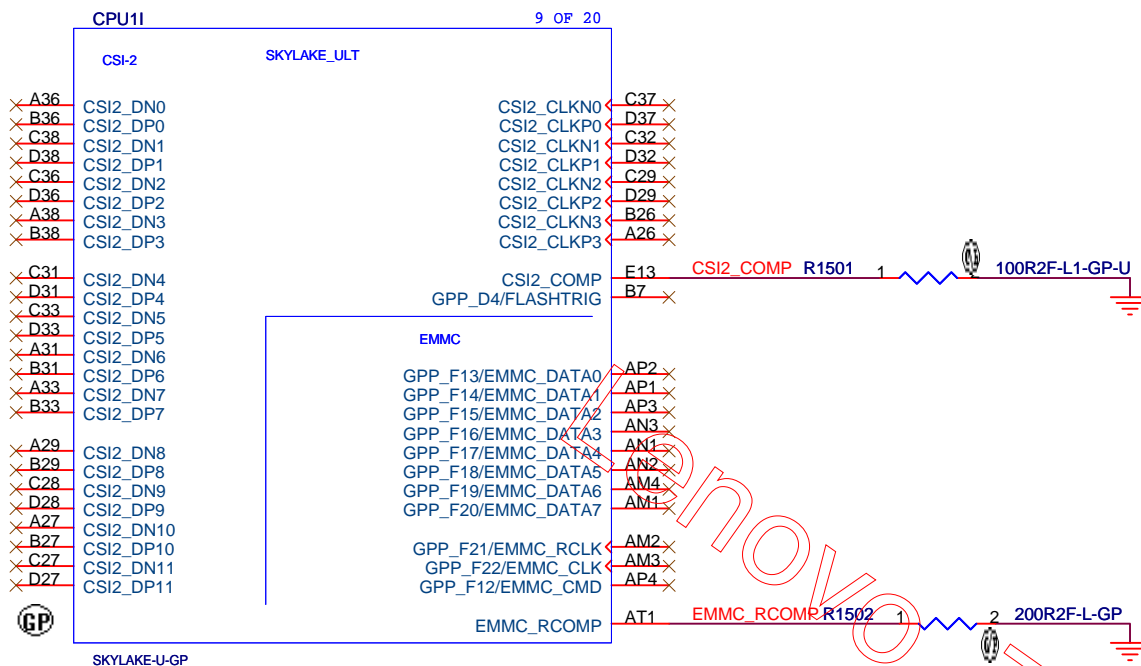 CPU1I 9 OF 20
CSI-2 SKYLAKE_ULT
A36 CSI2_DN0 CSI2_CLKN0 C37
B36 CSI2_DP0 CSI2_CLKP0 D37
C38 CSI2_DN1 CSI2_CLKN1 C32
D38 CSI2_DP1 CSI2_CLKP1 D32
C36 CSI2_DN2 CSI2_CLKN2 C29
D36 CSI2_DP2 CSI2_CLKP2 D29
A38 CSI2_DN3 CSI2_CLKN3 B26
B38 CSI2_DP3 CSI2_CLKP3 A26
C31 CSI2_DN4 CSI2_COMP E13 CSI2_COMP R1501 1 100R2F-L1-GP-U
D31 CSI2_DP4 GPP_D4/FLASHTRIG B7
C33 CSI2_DN5
D33 CSI2_DP5 EMMC
A31 CSI2_DN6
B31 CSI2_DP6 GPP_F13/EMMC_DATA0 AP2
A33 CSI2_DN7 GPP_F14/EMMC_DATA1 AP1
B33 CSI2_DP7 GPP_F15/EMMC_DATA2 AP3
GPP_F16/EMMC_DATA3 AN3
A29 CSI2_DN8 GPP_F17/EMMC_DATA4 AN1
B29 CSI2_DP8 GPP_F18/EMMC_DATA5 AN2
C28 CSI2_DN9 GPP_F19/EMMC_DATA6 AM4
D28 CSI2_DP9 GPP_F20/EMMC_DATA7 AM1
A27 CSI2_DN10
B27 CSI2_DP10 GPP_F21/EMMC_RCLK AM2
C27 CSI2_DN11 GPP_F22/EMMC_CLK AM3
D27 CSI2_DP11 GPP_F12/EMMC_CMD AP4
GP EMMC_RCOMP AT1 EMMC_RCOMP R1502 1 2 200R2F-L-GP
SKYLAKE-U-GP
Lenovo